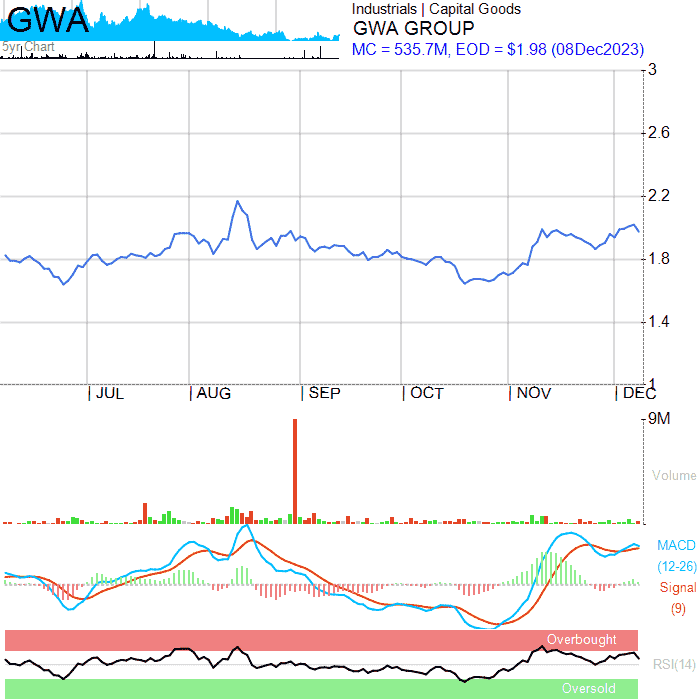 GWA
5yr Chart
Industrials | Capital Goods
GWA GROUP
MC = 535.7M, EOD = $1.98 (08Dec2023)
3
2.6
2.2
1.8
1.4
1
JUL AUG SEP OCT NOV DEC
9M
Volume
MACD
(12-26)
Signal
(9)
Overbought
RSI(14)
Oversold